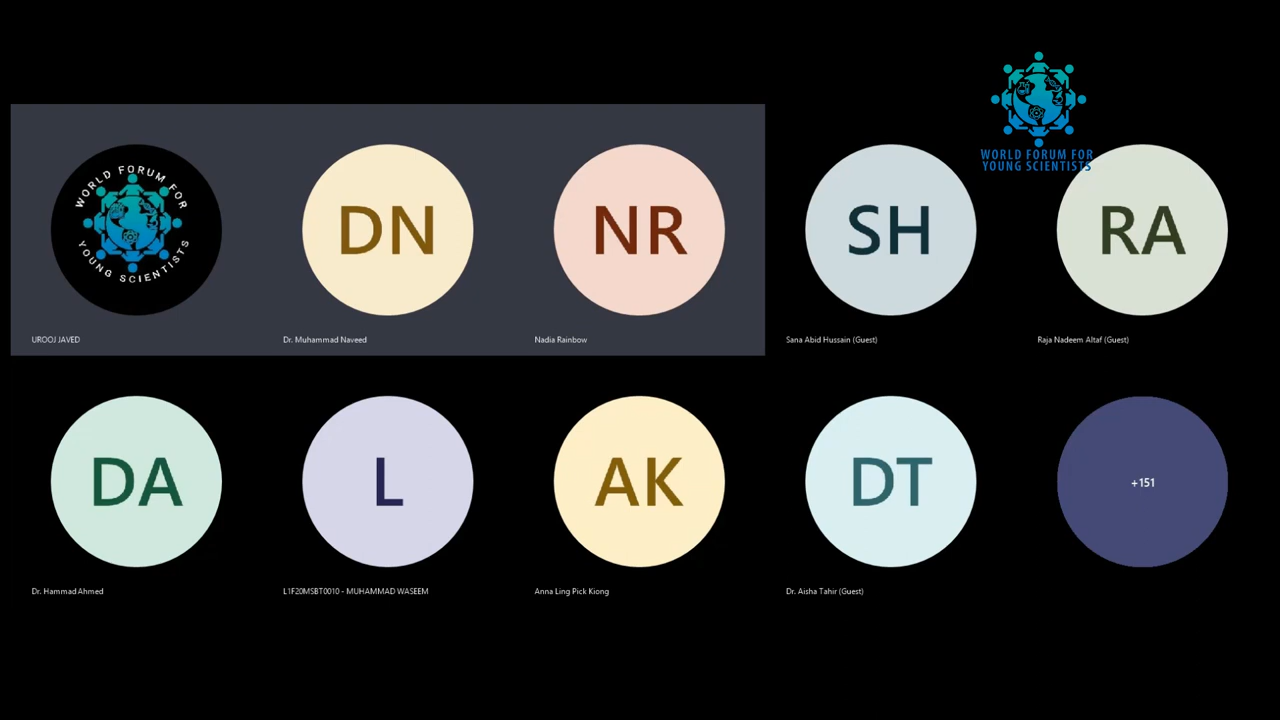 WORLD FORUM FOR
YOUNG SCIENTISTS
WORLD FORUM FOR
YOUNG SCIENTISTS
DN
NR
SH
RA
UROOJ JAVED
Dr. Muhammad Naveed
Nadia Rainbow
Sana Abid Hussain (Guest)
Raja Nadeem Altaf (Guest)
DA
L
AK
DT
+151
Dr. Hammad Ahmed
L1F20MSBT0010 - MUHAMMAD WASEEM
Anna Ling Pick Kiong
Dr. Aisha Tahir (Guest)